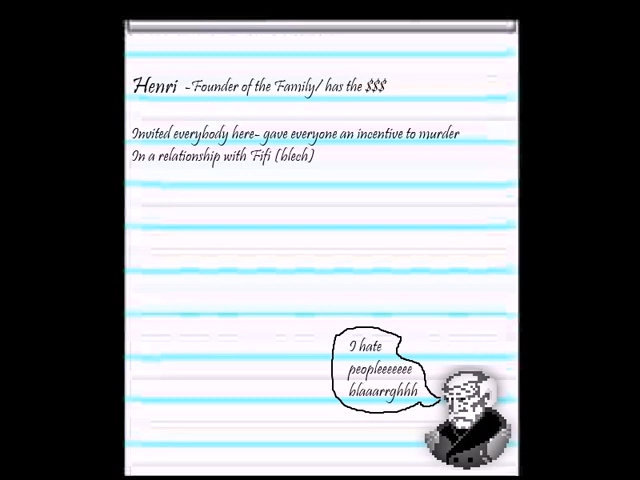 Henri -Founder of the Family/ has the $$$
Invited everybody here- gave everyone an incentive to murder
In a relationship with Fifi (blech)
I hate
peopleeeeeee
blaaarrghhh